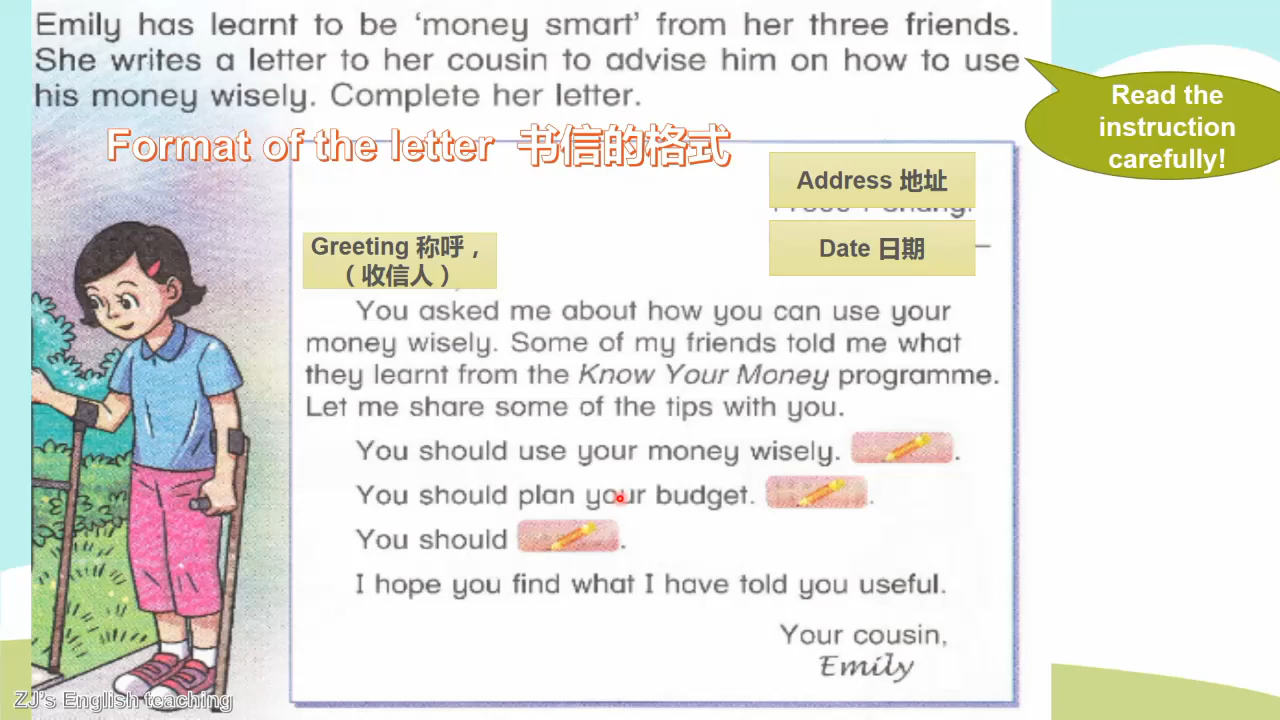 Emily has learnt to be ‘money smart’ from her three friends.
She writes a letter to her cousin to advise him on how to use
his money wisely. Complete her letter.
Read the
instruction
carefully!
Format of the letter 书信的格式
Address 地址
Date 日期
Greeting 称呼，
（收信人）
You asked me about how you can use your
money wisely. Some of my friends told me what
they learnt from the Know Your Money programme.
Let me share some of the tips with you.
You should use your money wisely. .
You should plan your budget. .
You should .
I hope you find what I have told you useful.
Your cousin,
Emily
ZJ's English teaching